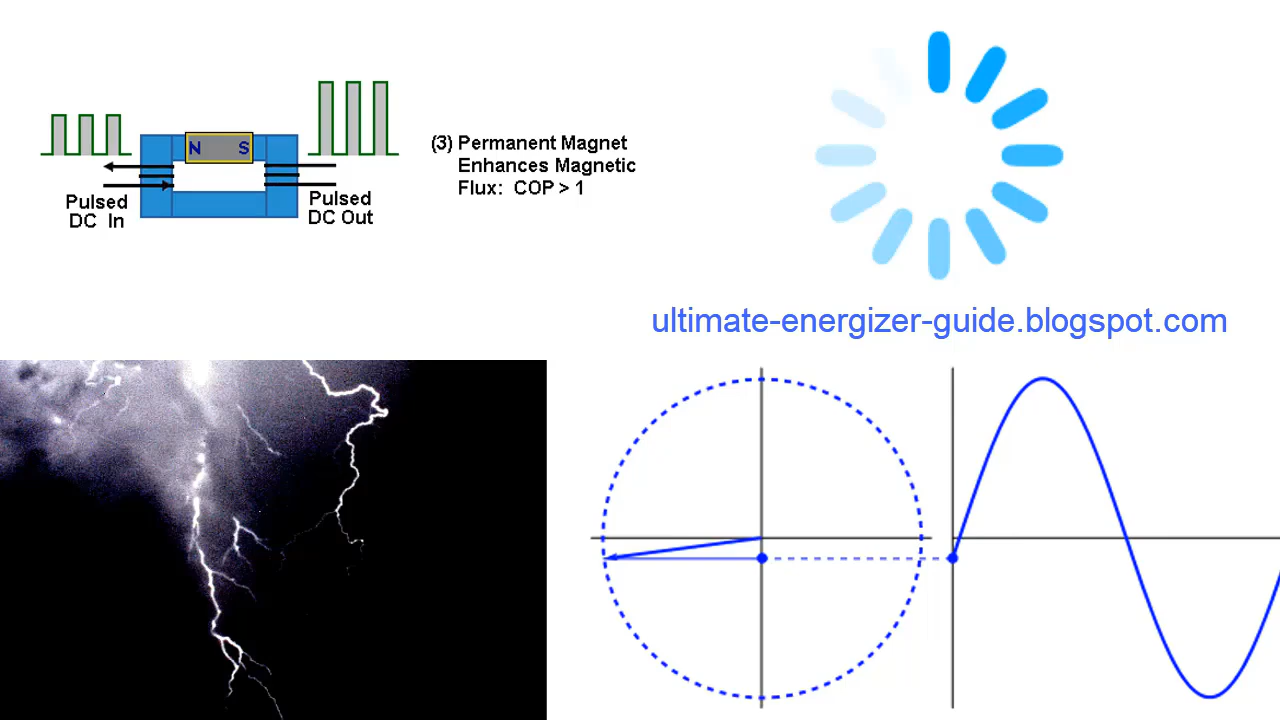 N S
(3) Permanent Magnet
Enhances Magnetic
Flux: COP > 1
Pulsed
DC In
Pulsed
DC Out
ultimate-energizer-guide.blogspot.com